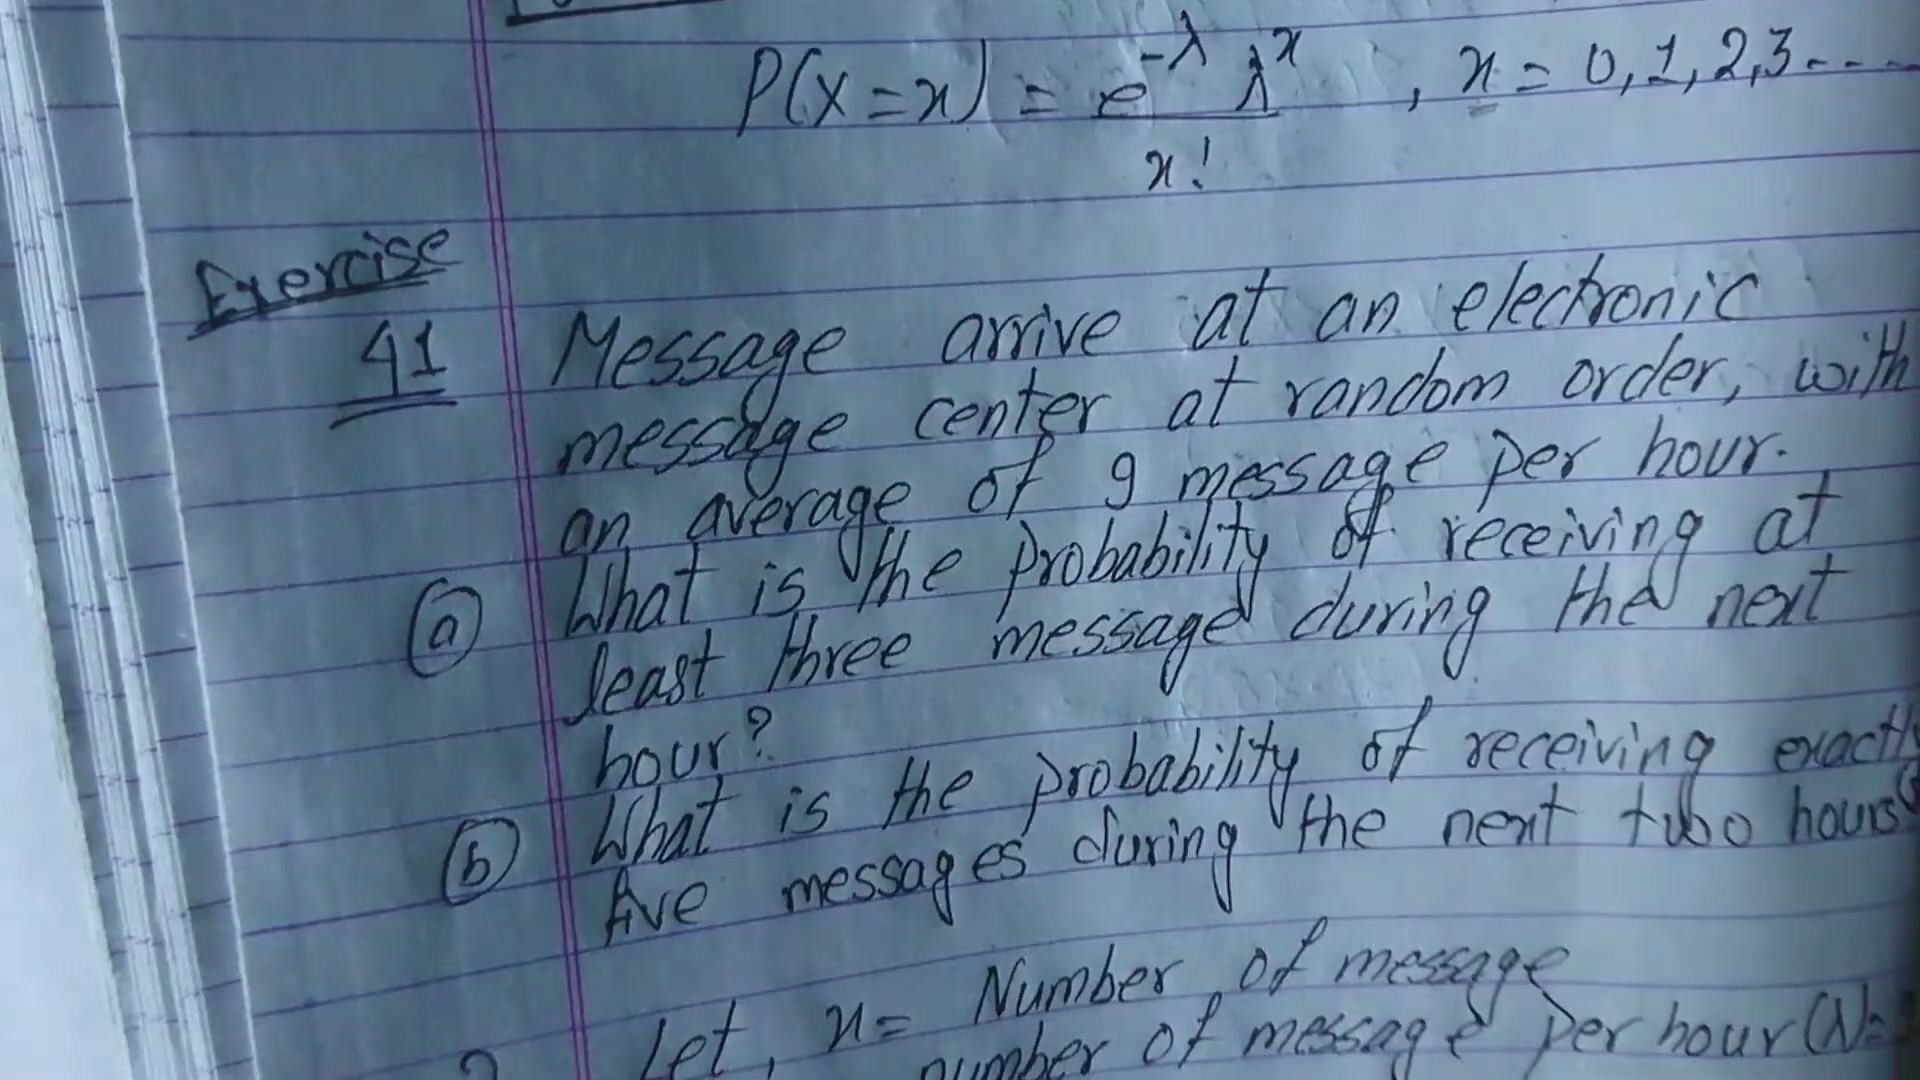 P(X=x) = e^-λ λ^x / x! , x = 0,1,2,3----
Exercise
91 Message arrive at an electronic
message center at random order, with
an average of 9 message per hour.
(a) What is the probability of receiving at
least three message during the next
hour?
(b) What is the probability of receiving exactly
five messages during the next two hours
Let, x = Number of message
number of message per hour (λ) =